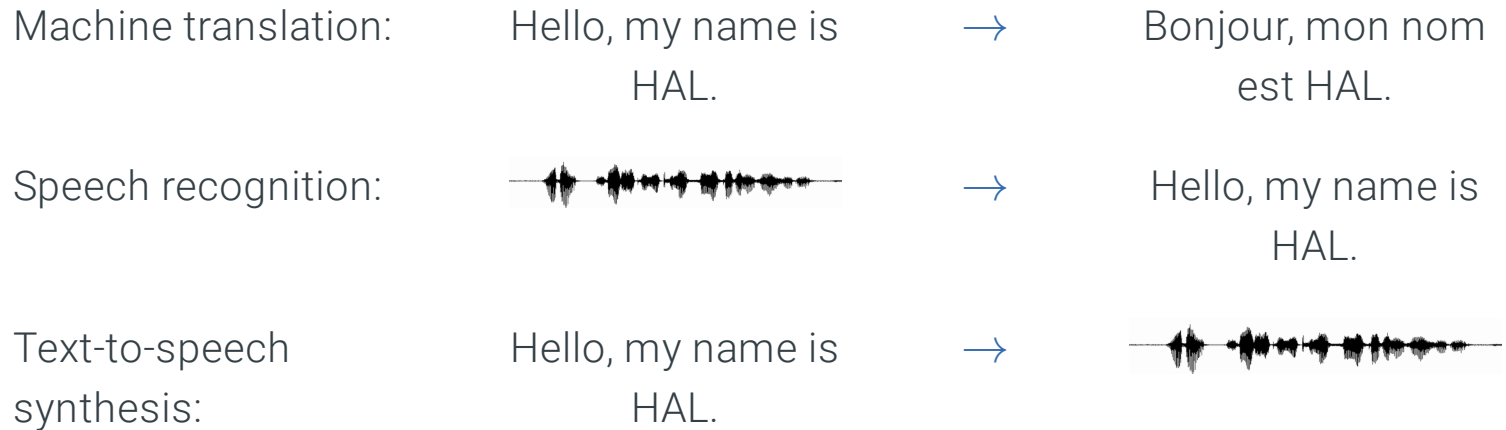 Machine translation: Hello, my name is → Bonjour, mon nom
HAL. est HAL.
Speech recognition: → Hello, my name is
HAL.
Text-to-speech Hello, my name is →
synthesis: HAL.